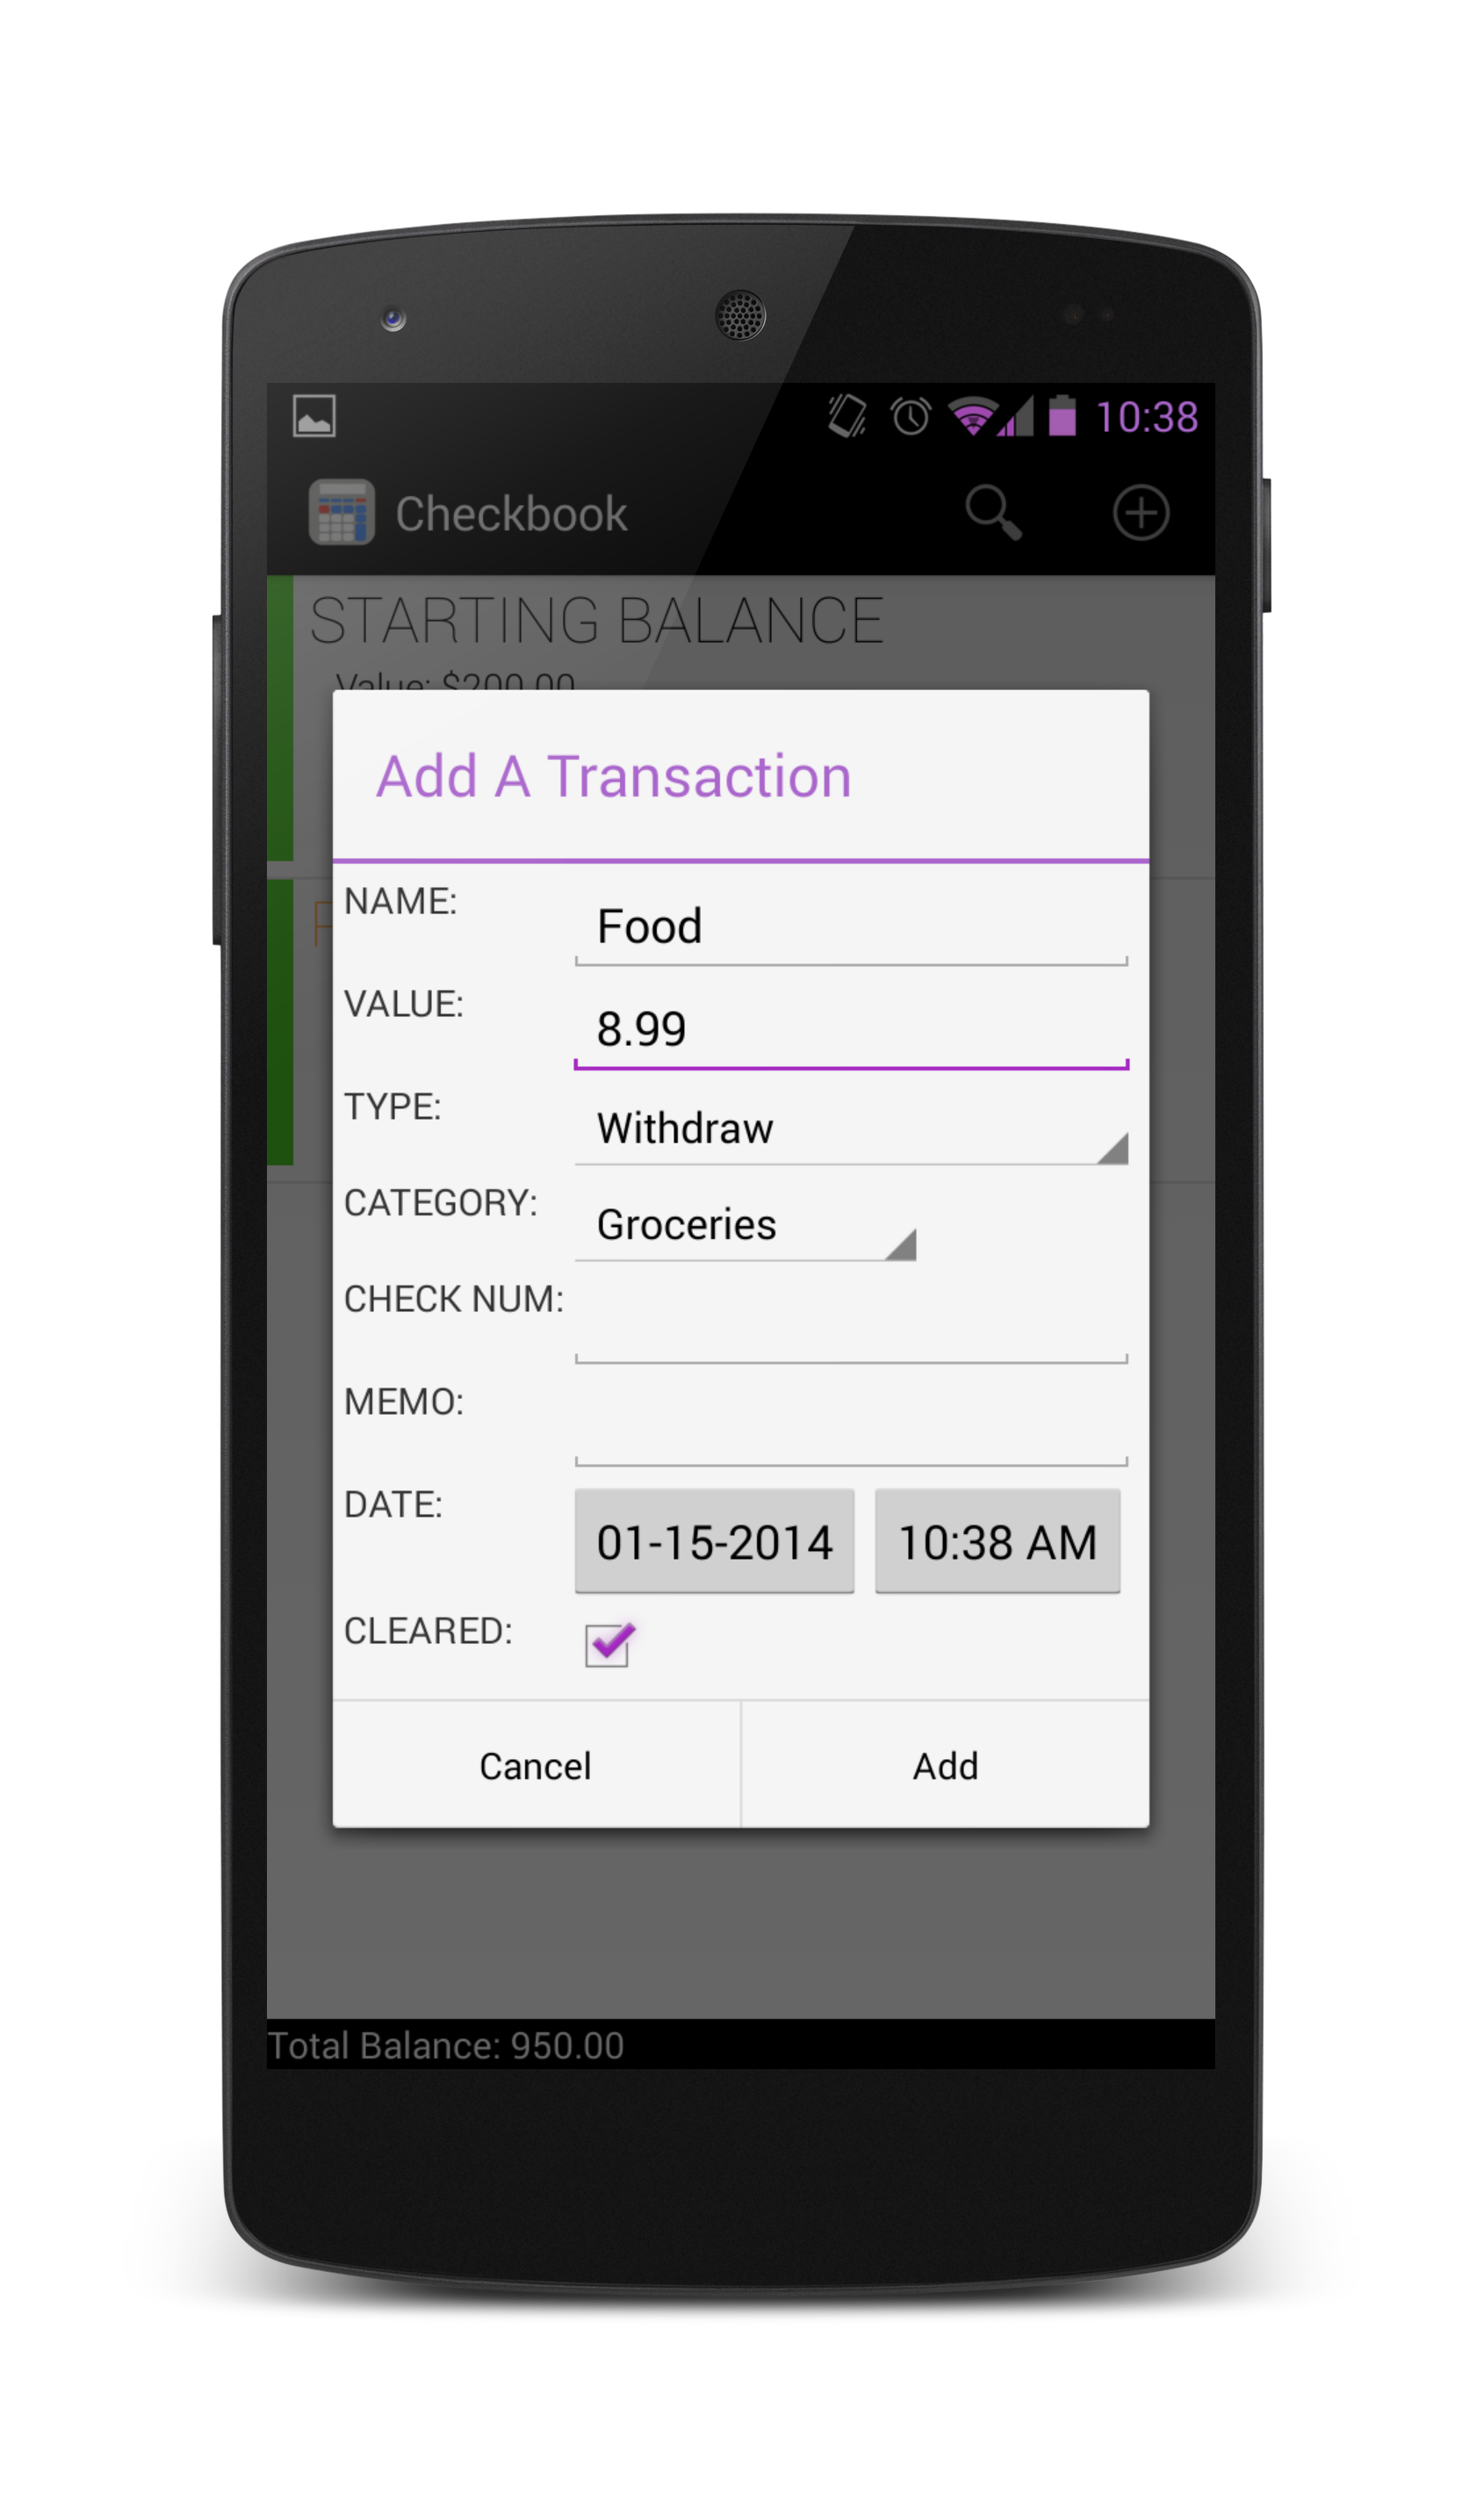 10:38
Checkbook
STARTING BALANCE
Value: $200.00
Add A Transaction
NAME: Food
VALUE: 8.99
TYPE: Withdraw
CATEGORY: Groceries
CHECK NUM:
MEMO:
DATE: 01-15-2014 10:38 AM
CLEARED:
Cancel Add
Total Balance: 950.00